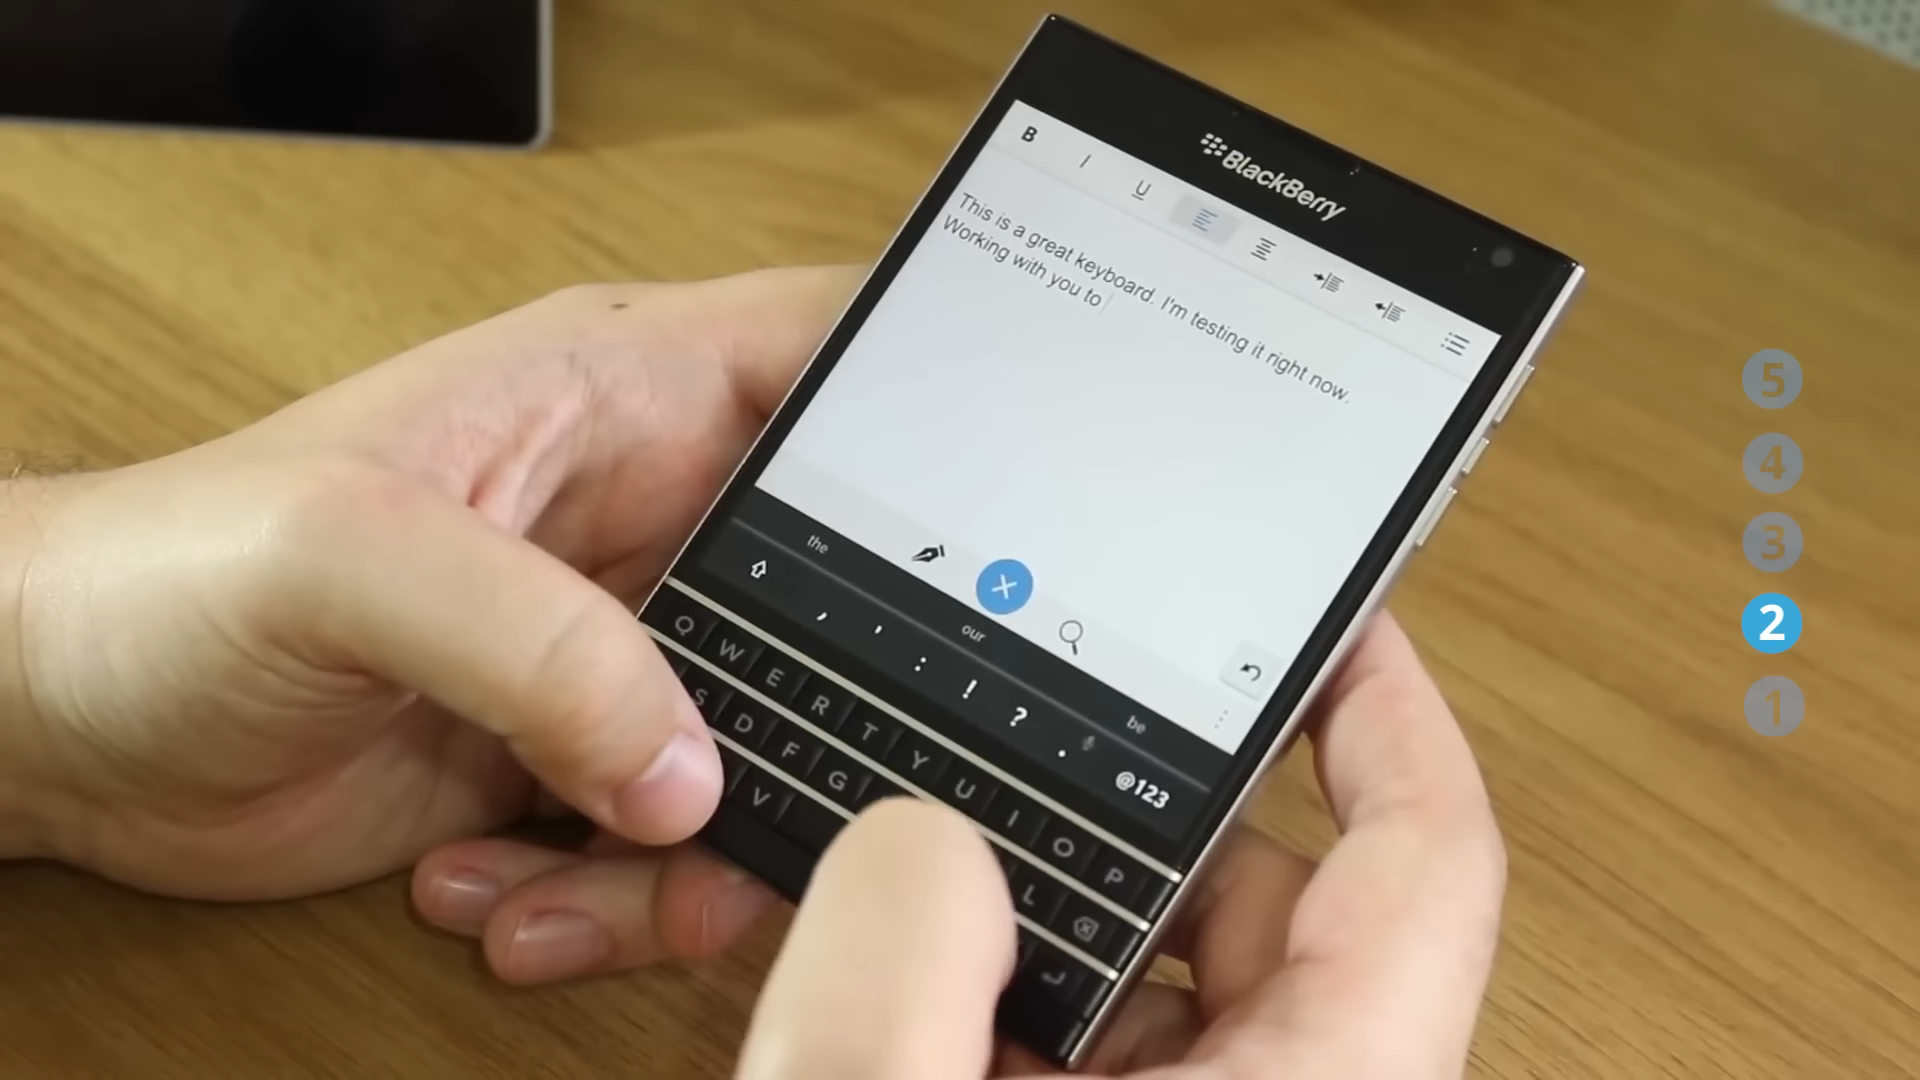 BlackBerry
B I U
This is a great keyboard. I'm testing it right now.
Working with you to
the our be
, ' : ! ? . @123
Q W E R T Y U I O P
S D F G L
V
5
4
3
2
1